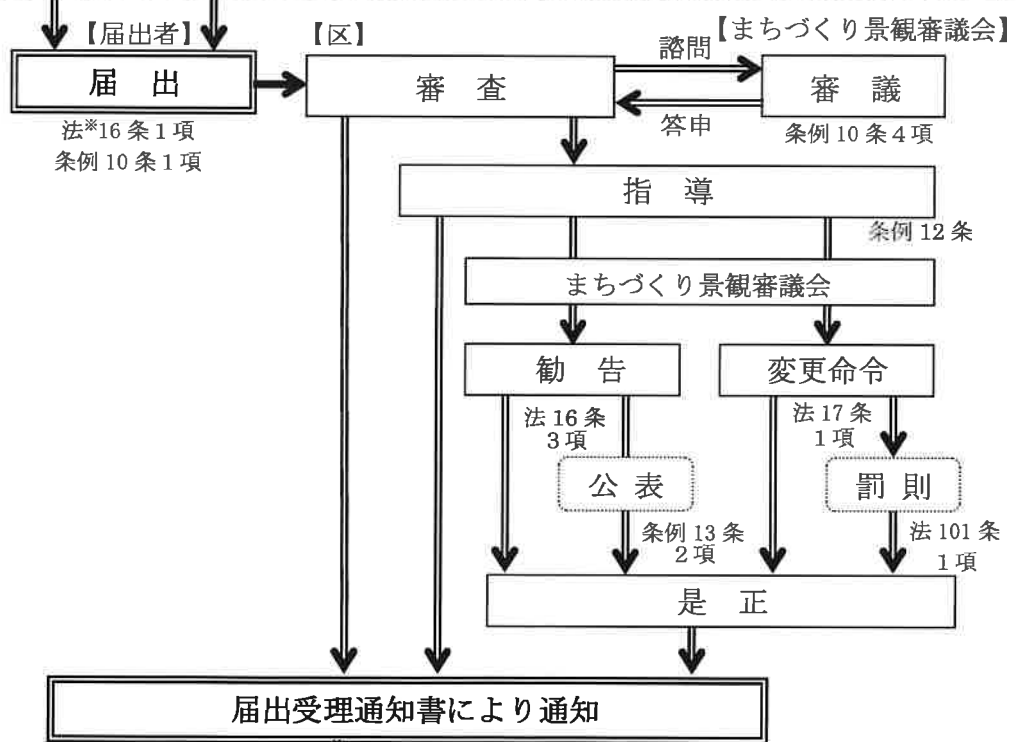 【届出者】
【区】
【まちづくり景観審議会】
届　出
審　査
諮問
答申
審　議
法※16条1項
条例10条1項
条例10条4項
指　導
条例12条
まちづくり景観審議会
勧　告
変更命令
法16条
3項
法17条
1項
公 表
罰 則
条例13条
2項
法101条
1項
是　正
届出受理通知書により通知